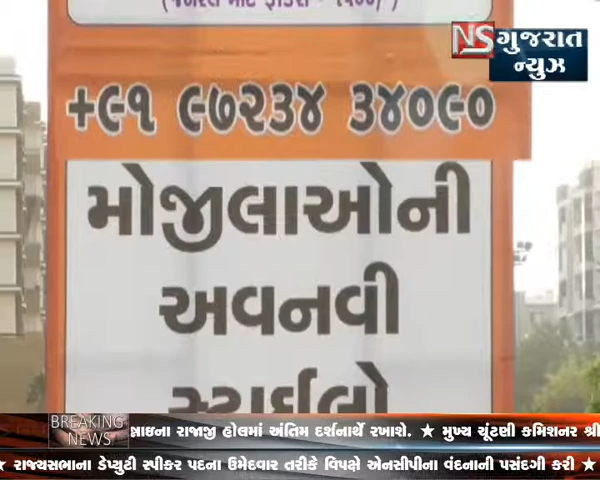 NS ગુજરાત
ન્યુઝ
+૯૧ ૯૭૨૩૪ ૩૪૦૯૦
મોજીલાઓની
અવનવી
સ્ટાઈલો
BREAKING
NEWS
રાજાજી હોલમાં અંતિમ દર્શનાર્થે રખાશે. ★ મુખ્ય ચૂંટણી કમિશનર શ્રી
★ રાજ્યસભાના ડેપ્યુટી સ્પીકર પદના ઉમેદવાર તરીકે વિપક્ષે એનસીપીના વંદનાની પસંદગી કરી ★